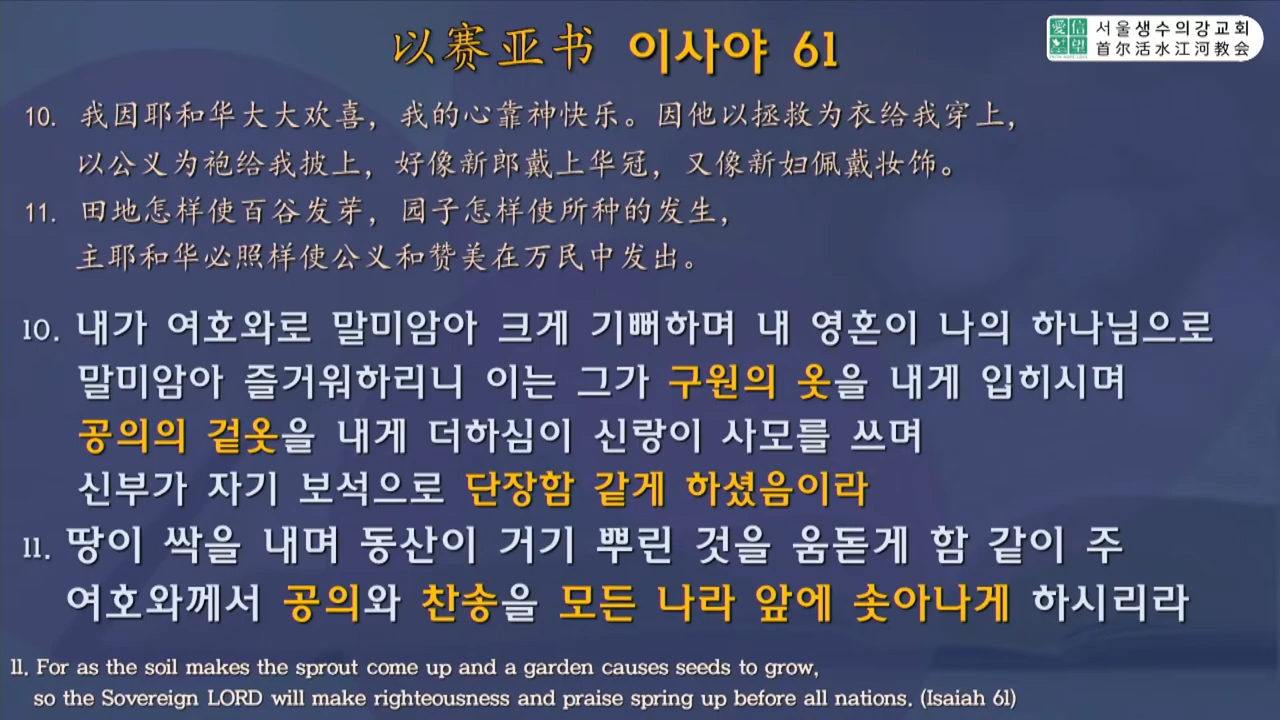 以赛亚书 이사야 61
서울생수의강교회
首尔活水江河教会
10. 我因耶和华大大欢喜，我的心靠神快乐。因他以拯救为衣给我穿上，
以公义为袍给我披上，好像新郎戴上华冠，又像新妇佩戴妆饰。
11. 田地怎样使百谷发芽，园子怎样使所种的发生，
主耶和华必照样使公义和赞美在万民中发出。
10. 내가 여호와로 말미암아 크게 기뻐하며 내 영혼이 나의 하나님으로
말미암아 즐거워하리니 이는 그가 구원의 옷을 내게 입히시며
공의의 겉옷을 내게 더하심이 신랑이 사모를 쓰며
신부가 자기 보석으로 단장함 같게 하셨음이라
11. 땅이 싹을 내며 동산이 거기 뿌린 것을 움돋게 함 같이 주
여호와께서 공의와 찬송을 모든 나라 앞에 솟아나게 하시리라
11. For as the soil makes the sprout come up and a garden causes seeds to grow,
so the Sovereign LORD will make righteousness and praise spring up before all nations. (Isaiah 61)